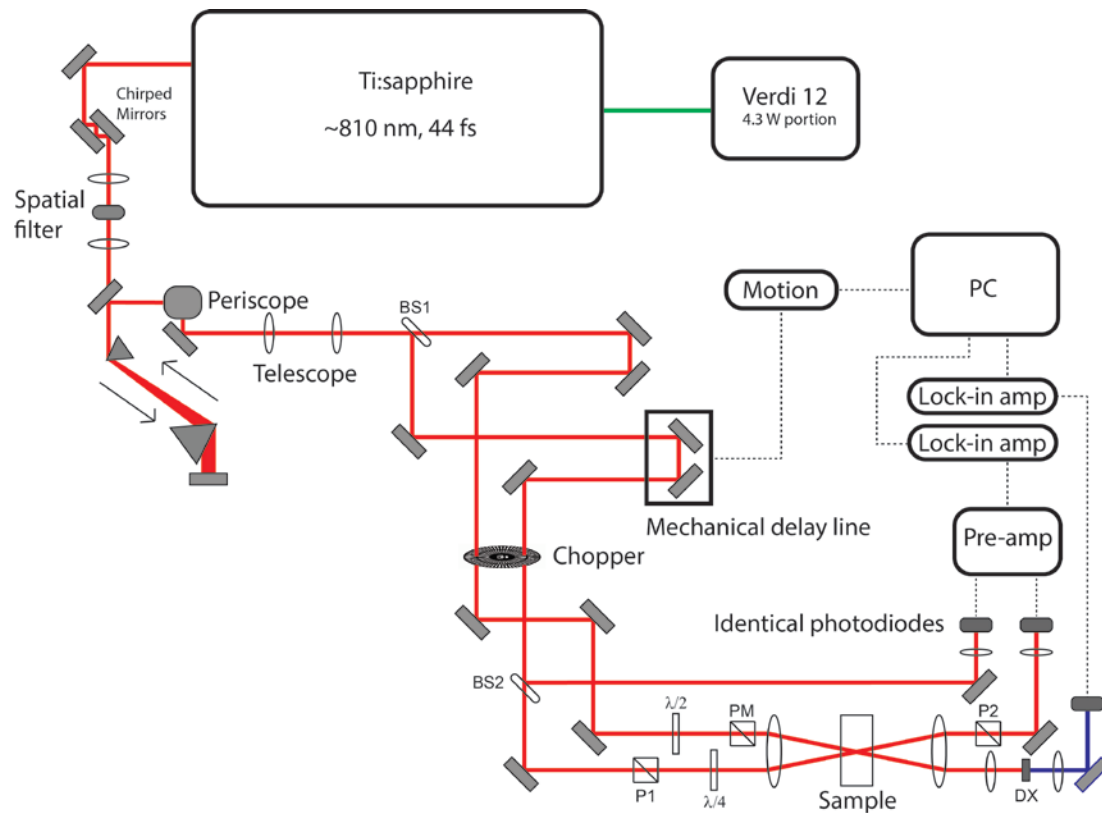 Ti:sapphire
~810 nm, 44 fs
Verdi 12
4.3 W portion
Chirped
Mirrors
Spatial
filter
Periscope
Telescope
BS1
Motion
PC
Lock-in amp
Lock-in amp
Mechanical delay line
Pre-amp
Chopper
Identical photodiodes
BS2
λ/2
PM
P2
P1
λ/4
Sample
DX